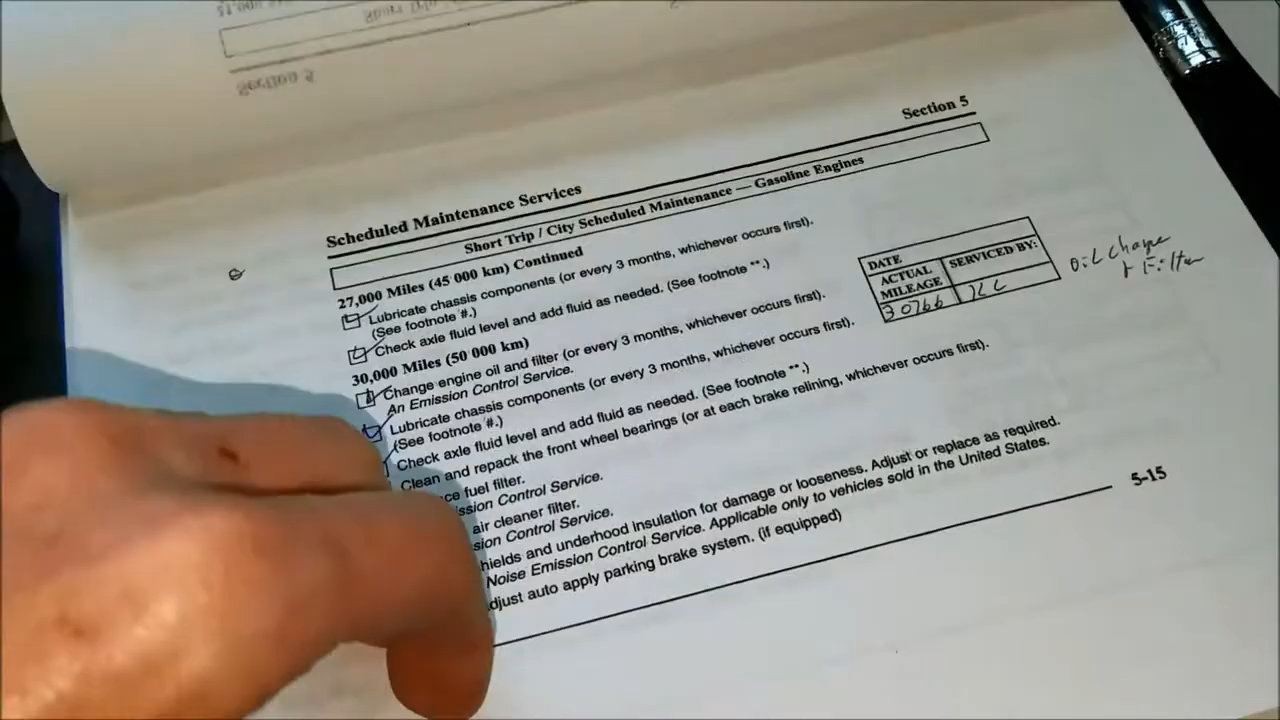 Section 5
Scheduled Maintenance Services
Short Trip / City Scheduled Maintenance — Gasoline Engines
27,000 Miles (45 000 km) Continued
Lubricate chassis components (or every 3 months, whichever occurs first).
(See footnote #.)
Check axle fluid level and add fluid as needed. (See footnote **.)
30,000 Miles (50 000 km)
Change engine oil and filter (or every 3 months, whichever occurs first).
An Emission Control Service.
Lubricate chassis components (or every 3 months, whichever occurs first).
(See footnote #.)
Check axle fluid level and add fluid as needed. (See footnote **.)
Clean and repack the front wheel bearings (or at each brake relining, whichever occurs first).
ce fuel filter.
ssion Control Service.
air cleaner filter.
sion Control Service.
hields and underhood insulation for damage or looseness. Adjust or replace as required.
Noise Emission Control Service. Applicable only to vehicles sold in the United States.
djust auto apply parking brake system. (if equipped)
DATE
ACTUAL MILEAGE
SERVICED BY:
30766
Oil Change
+ Filter
5-15
Section 5